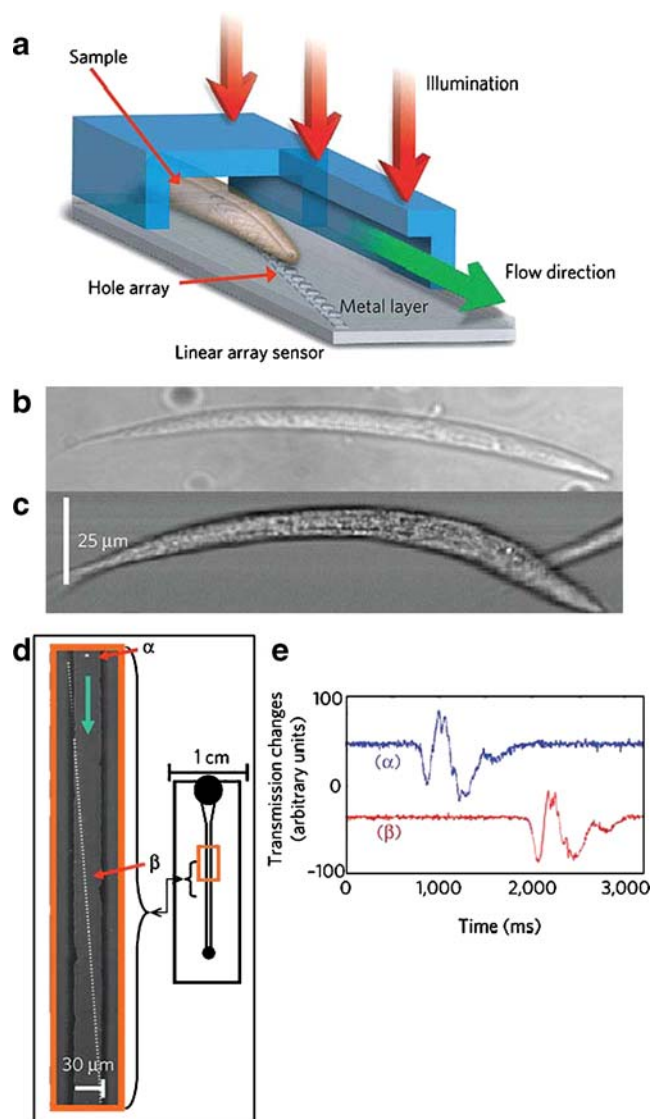 a
Sample
Illumination
Flow direction
Hole array
Metal layer
Linear array sensor
b
c
25 µm
d
α
β
30 µm
1 cm
e
Transmission changes
(arbitrary units)
100
0
-100
(α)
(β)
0
1,000
2,000
3,000
Time (ms)